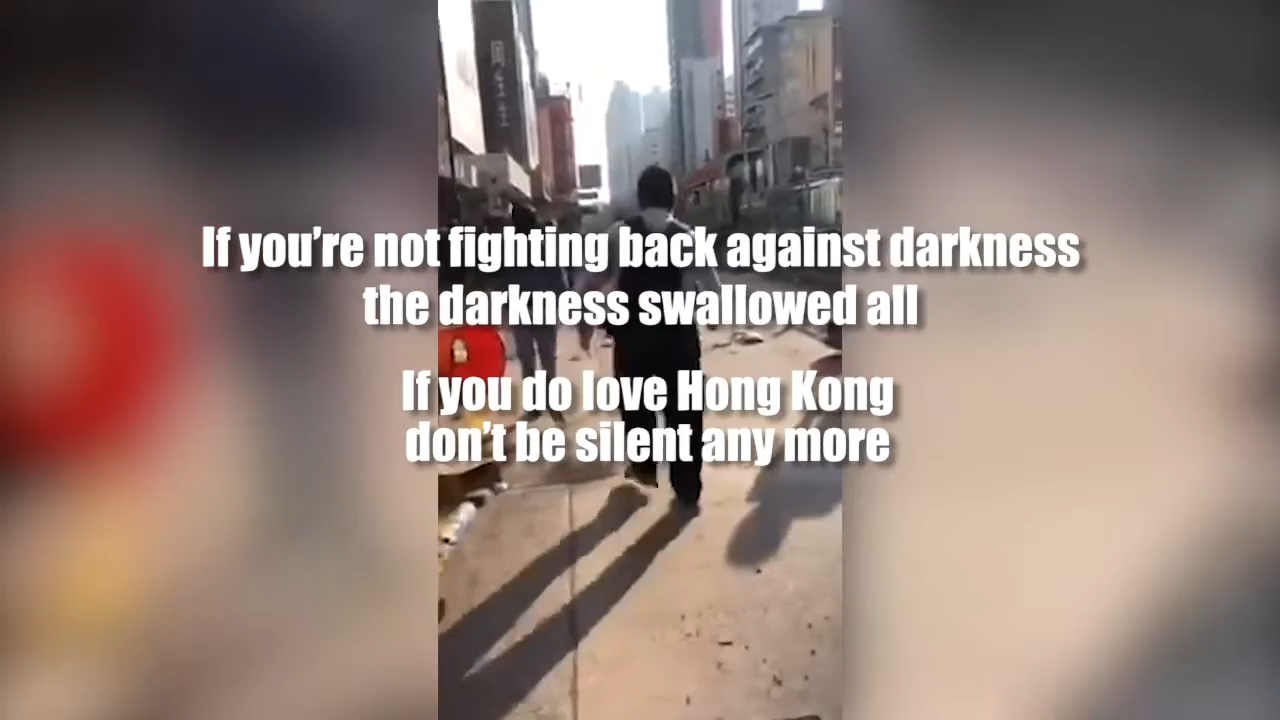 If you’re not fighting back against darkness
the darkness swallowed all
If you do love Hong Kong
don’t be silent any more